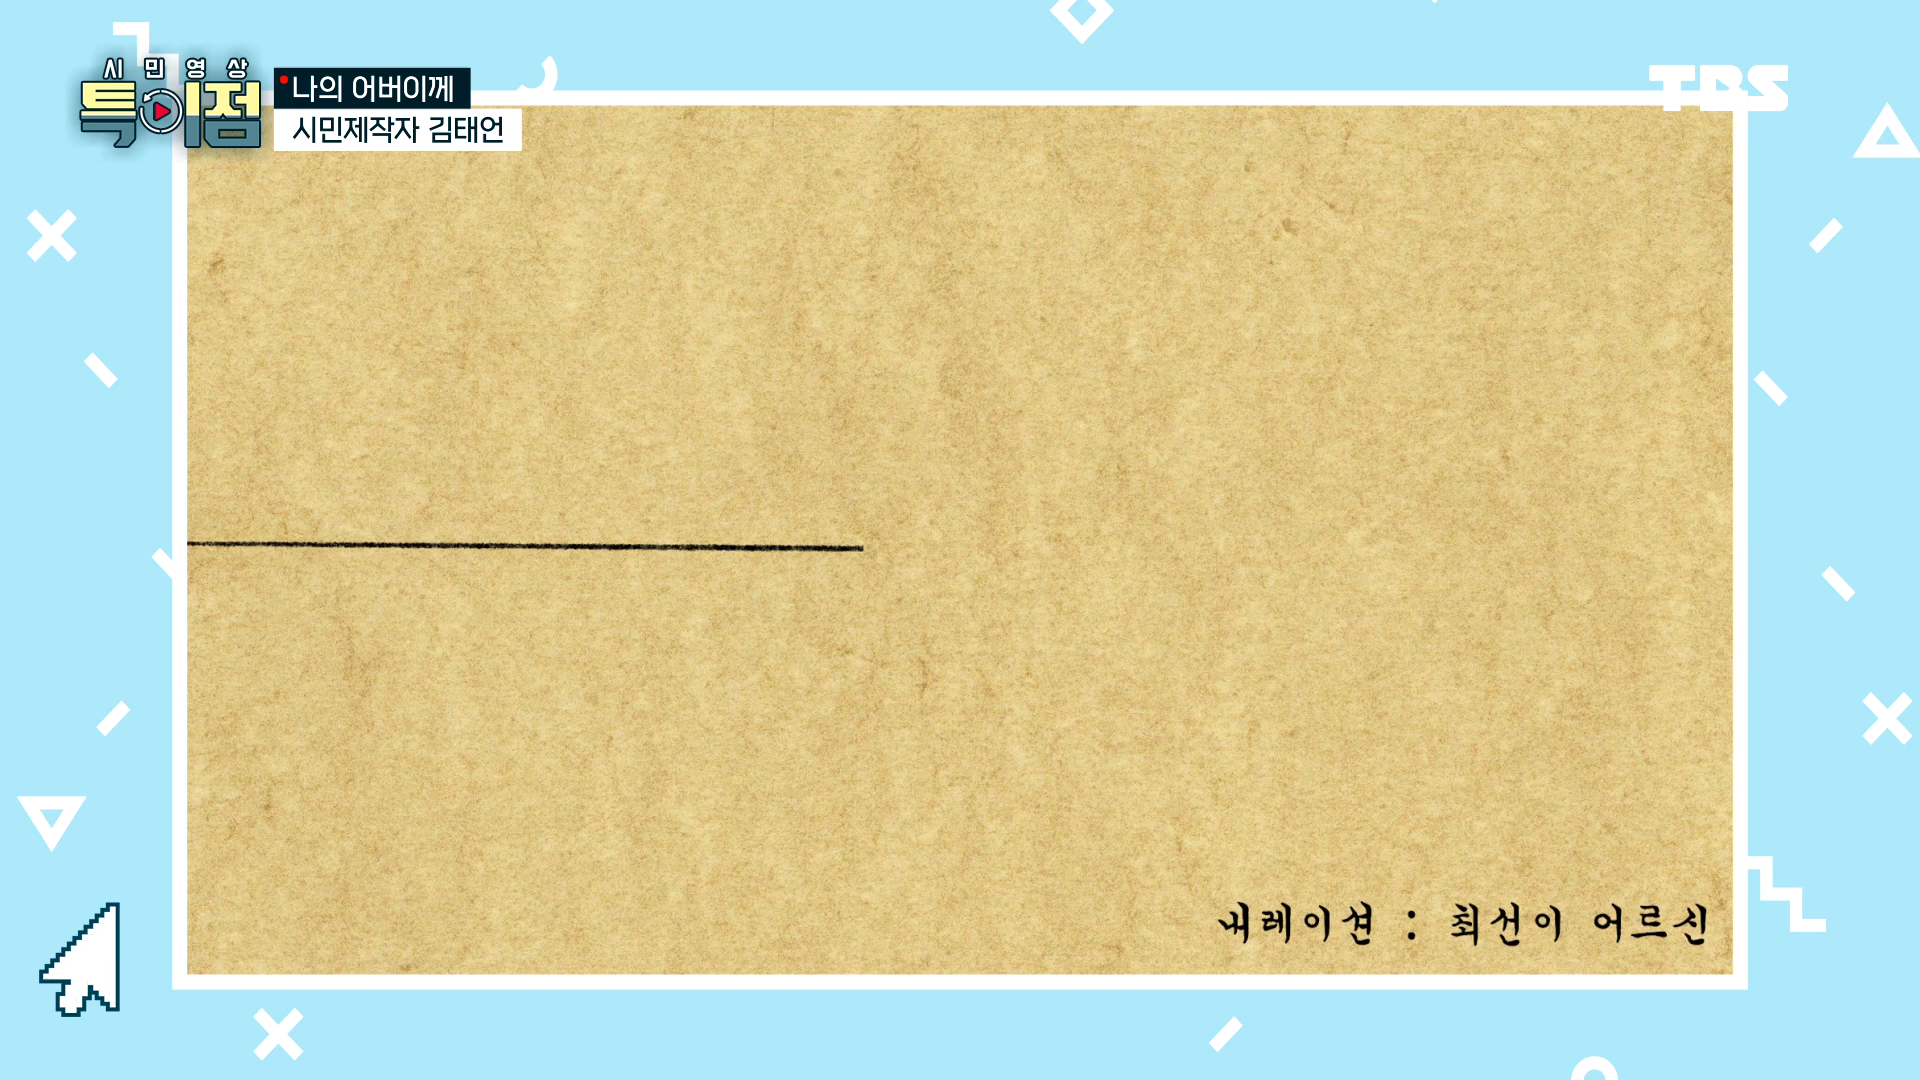 시민영상
특이점
나의 어버이께
시민제작자 김태언
TBS
내레이션 : 최선이 어르신